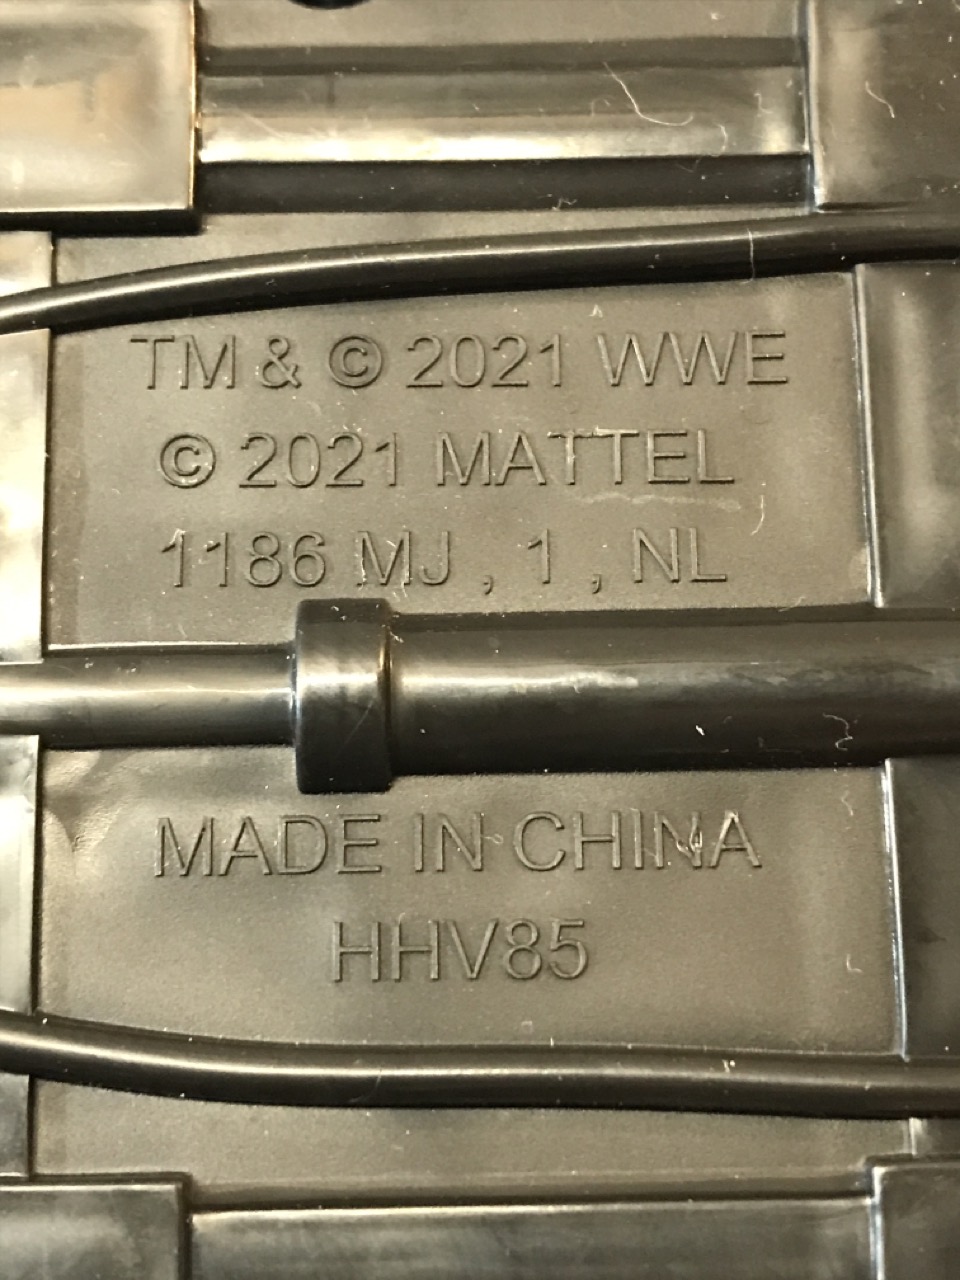 TM & © 2021 WWE
© 2021 MATTEL
1186 MJ , 1 , NL
MADE IN CHINA
HHV85